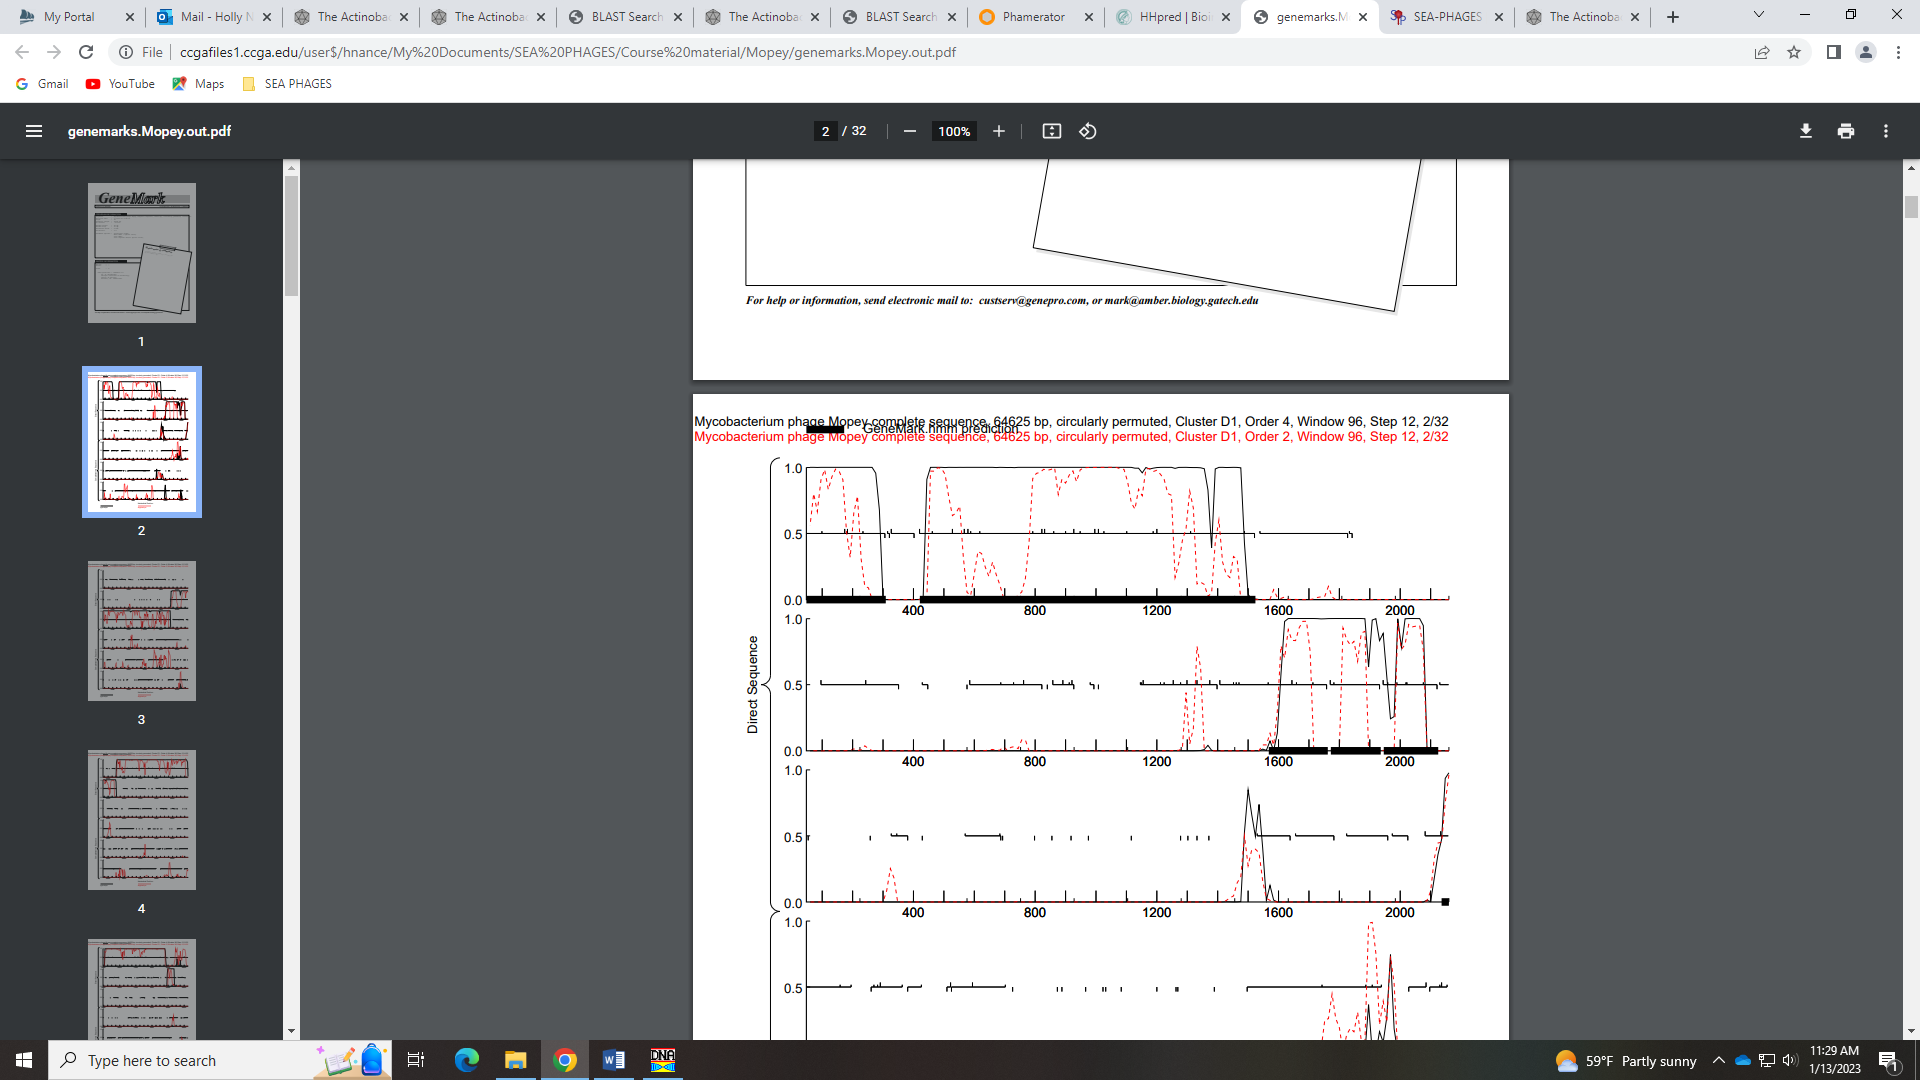 My Portal
Mail - Holly N
The Actinoba
The Actinoba
BLAST Search
The Actinoba
BLAST Search
Phamerator
HHpred | Bioi
genemarks.M
SEA-PHAGES
The Actinoba
File
ccgafiles1.ccga.edu/user$/hnance/My%20Documents/SEA%20PHAGES/Course%20material/Mopey/genemarks.Mopey.out.pdf
Gmail
YouTube
Maps
SEA PHAGES
genemarks.Mopey.out.pdf
2 / 32
100%
GeneMark
1
2
3
4
For help or information, send electronic mail to: custserv@genepro.com, or mark@amber.biology.gatech.edu
Mycobacterium phage Mopey complete sequence, 64625 bp, circularly permuted, Cluster D1, Order 4, Window 96, Step 12, 2/32
GeneMark.hmm prediction
Mycobacterium phage Mopey complete sequence, 64625 bp, circularly permuted, Cluster D1, Order 2, Window 96, Step 12, 2/32
Direct Sequence
1.0
0.5
0.0
400 800 1200 1600 2000
1.0
0.5
0.0
400 800 1200 1600 2000
1.0
0.5
0.0
400 800 1200 1600 2000
1.0
0.5
Type here to search
W
DNA
59°F Partly sunny
11:29 AM
1/13/2023
1